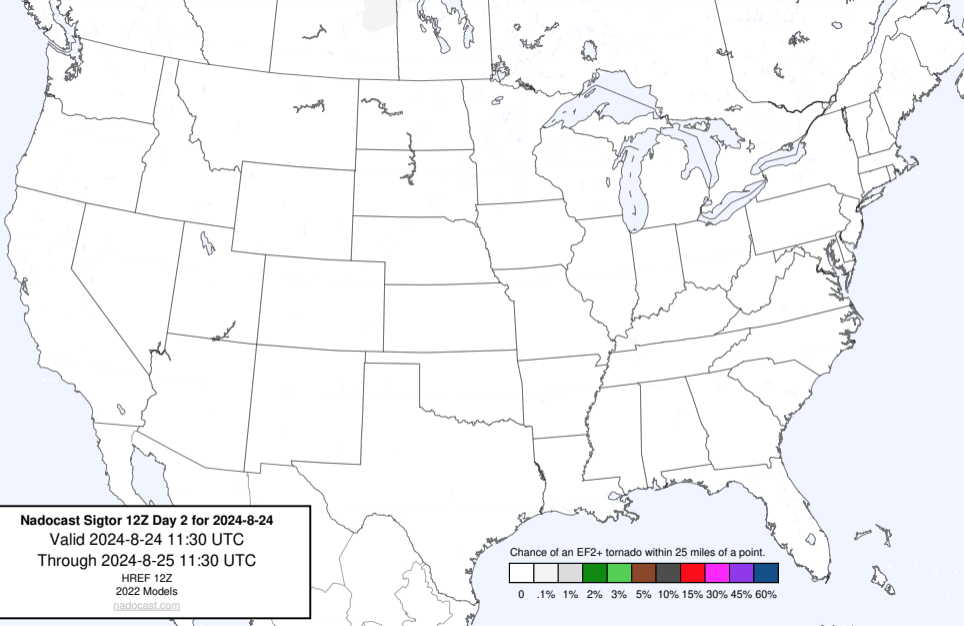 Nadocast Sigtor 12Z Day 2 for 2024-8-24
Valid 2024-8-24 11:30 UTC
Through 2024-8-25 11:30 UTC
HREF 12Z
2022 Models
nadocast.com
Chance of an EF2+ tornado within 25 miles of a point.
0 .1% 1% 2% 3% 5% 10% 15% 30% 45% 60%